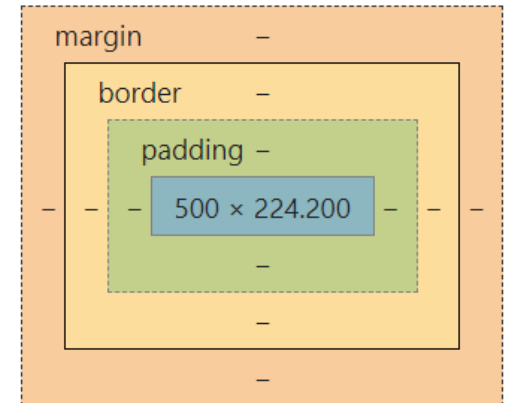 margin –
border –
padding –
– – – 500 × 224.200 – – –
–
–
–